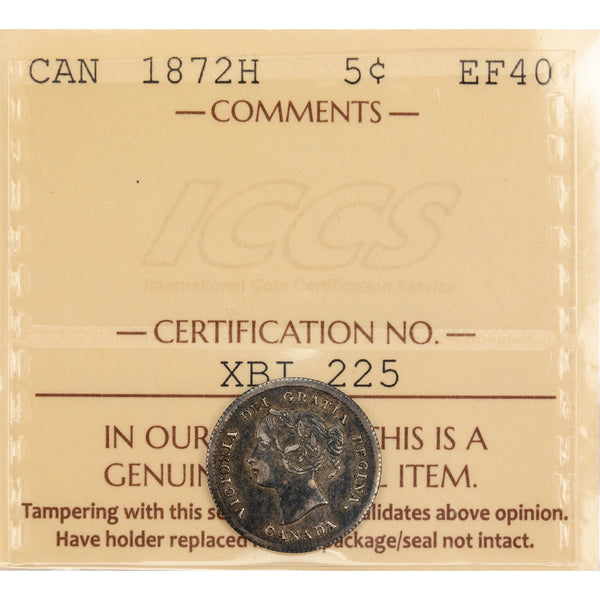 CAN 1872H 5¢ EF40
— COMMENTS —
ICCS
International Coin Certification Service
— CERTIFICATION NO. —
XBI 225
VICTORIA DEI GRATIA REGINA.
CANADA
IN OUR THIS IS A
GENUIN L ITEM.
Tampering with this se alidates above opinion.
Have holder replaced package/seal not intact.